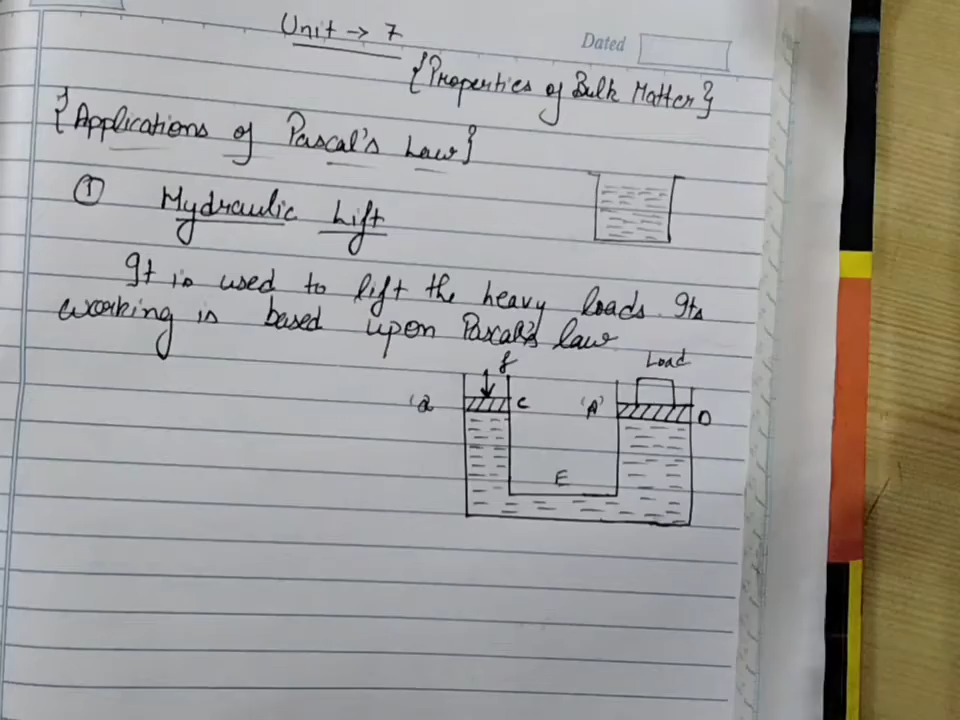 Unit → 7
Dated
{Properties of Bulk Matter}
{Applications of Pascal's Law}
① Hydraulic Lift
It is used to lift the heavy loads. Its
working is based upon Pascal's law
f
Load
'a C 'A' D
E